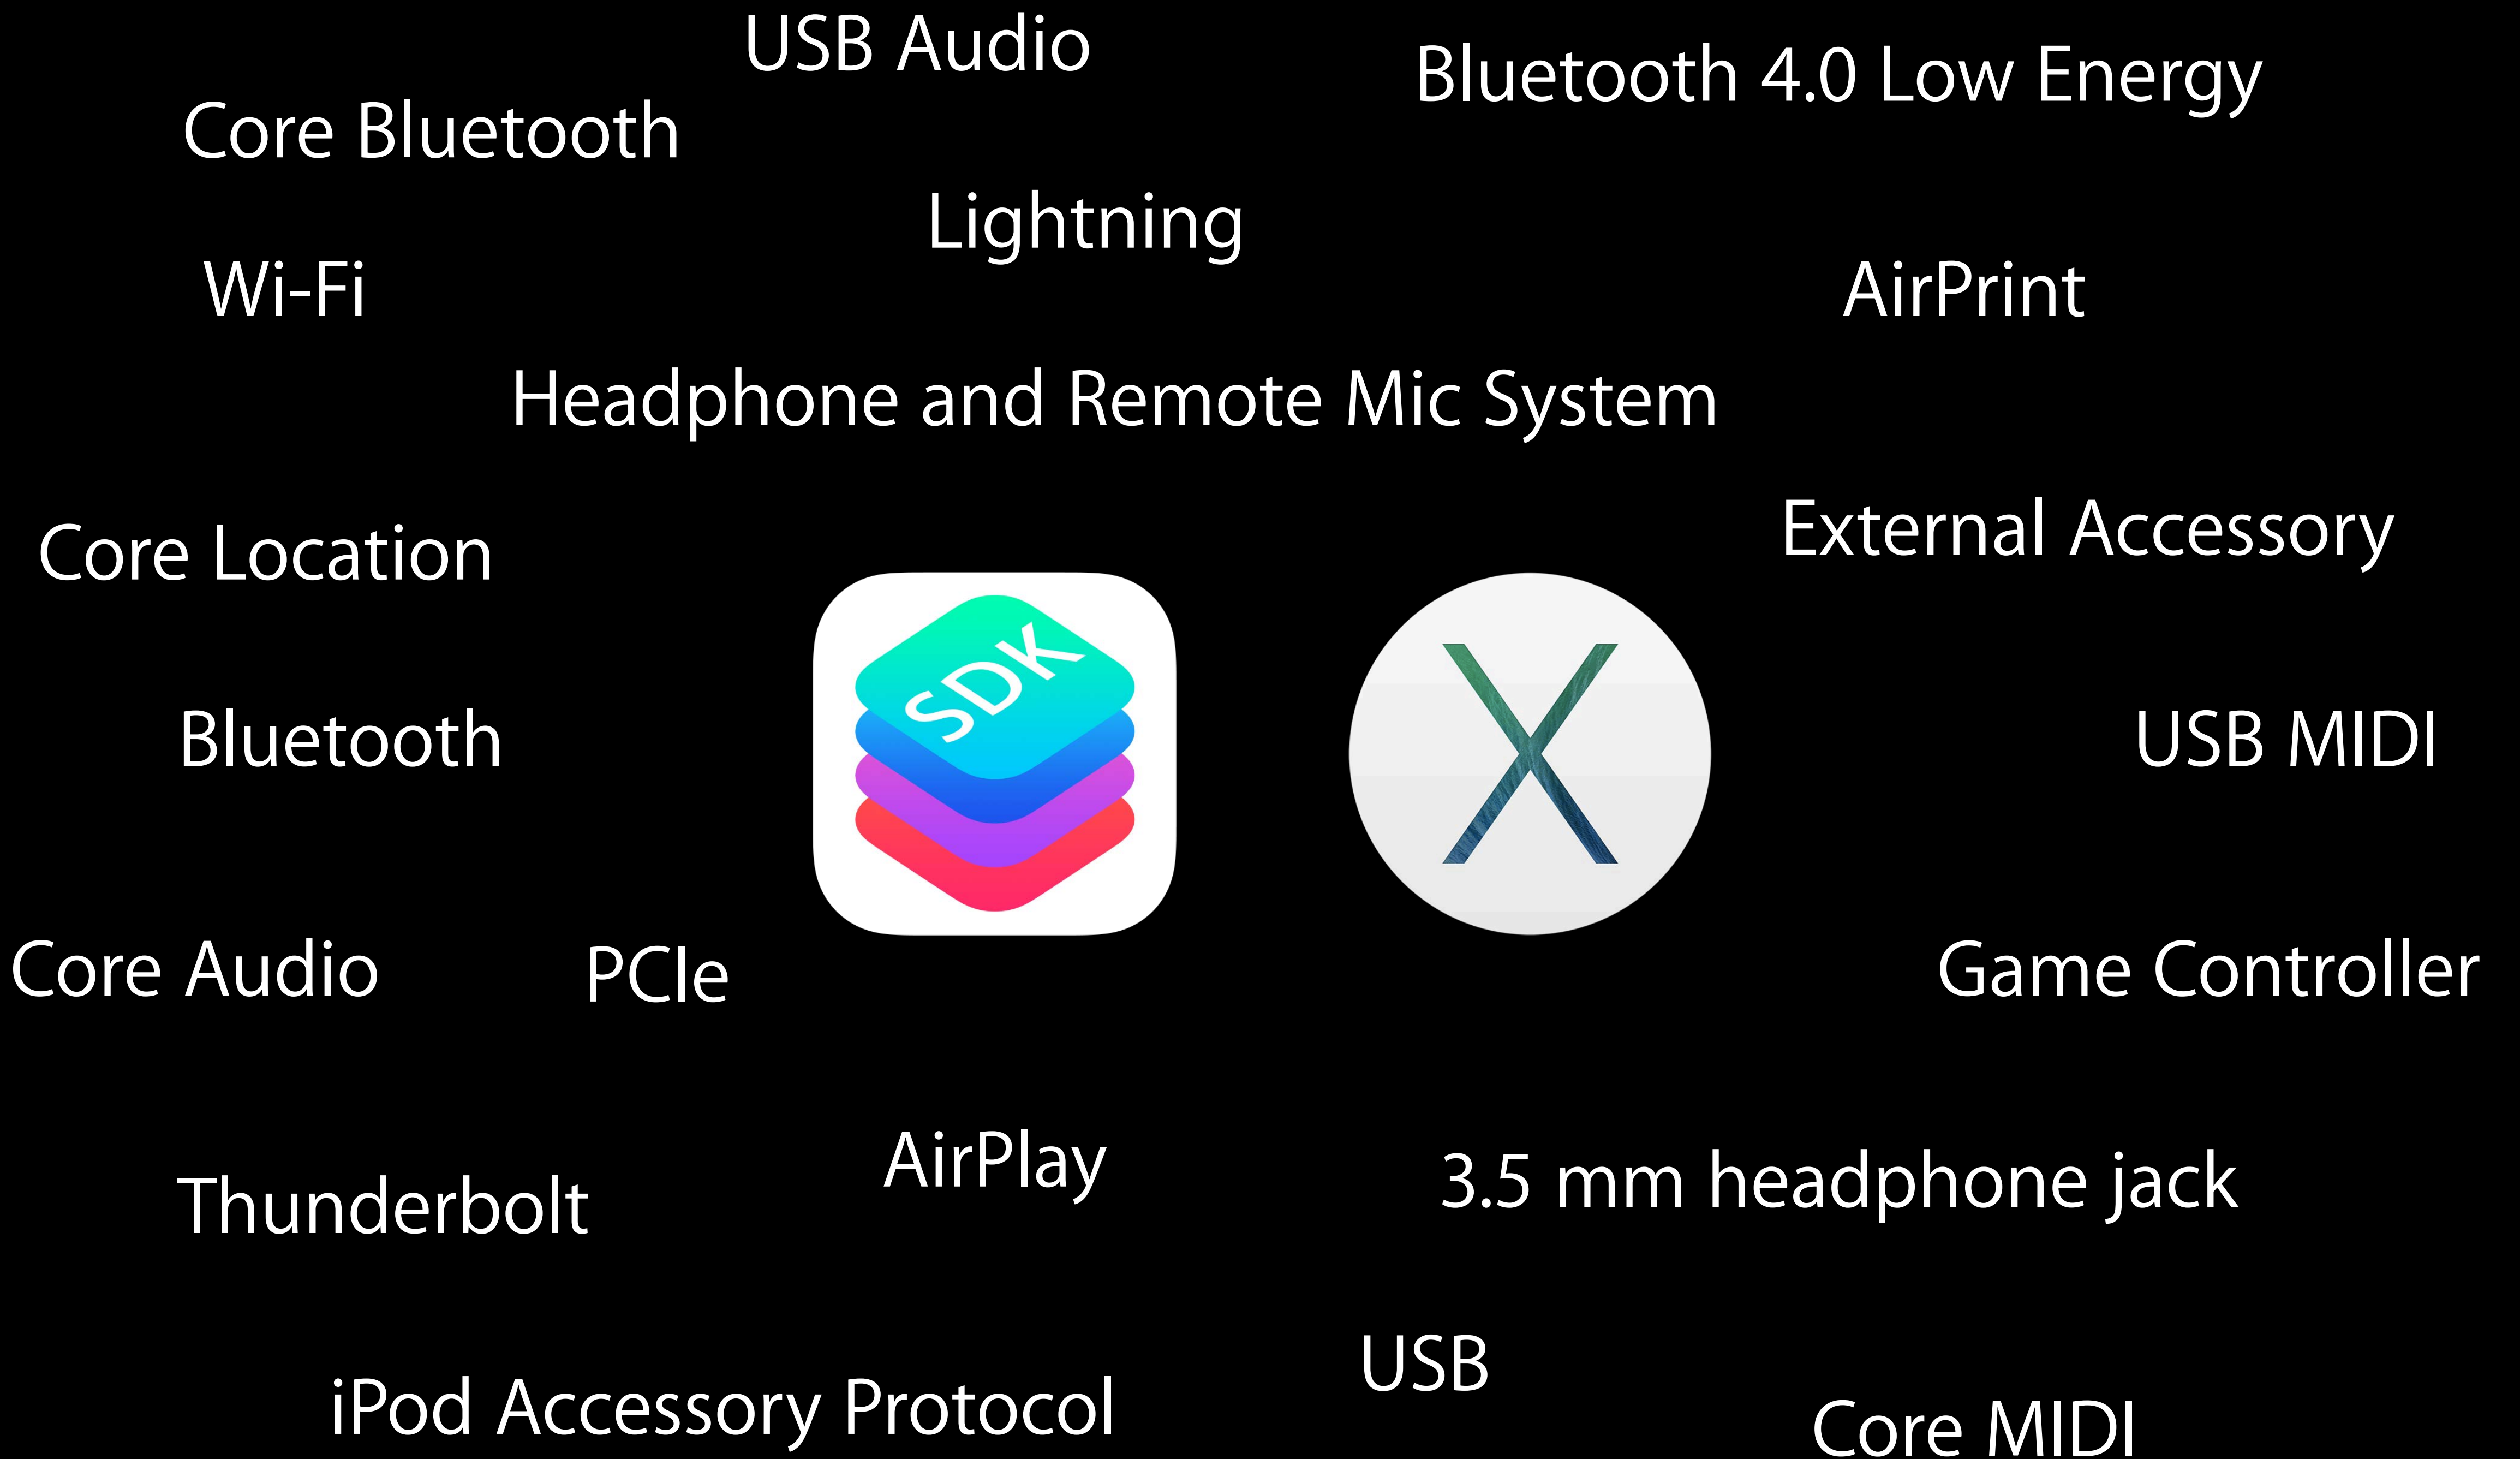 USB Audio
Bluetooth 4.0 Low Energy
Core Bluetooth
Lightning
Wi-Fi
AirPrint
Headphone and Remote Mic System
External Accessory
Core Location
SDK
X
Bluetooth
USB MIDI
Core Audio
PCIe
Game Controller
AirPlay
3.5 mm headphone jack
Thunderbolt
USB
iPod Accessory Protocol
Core MIDI